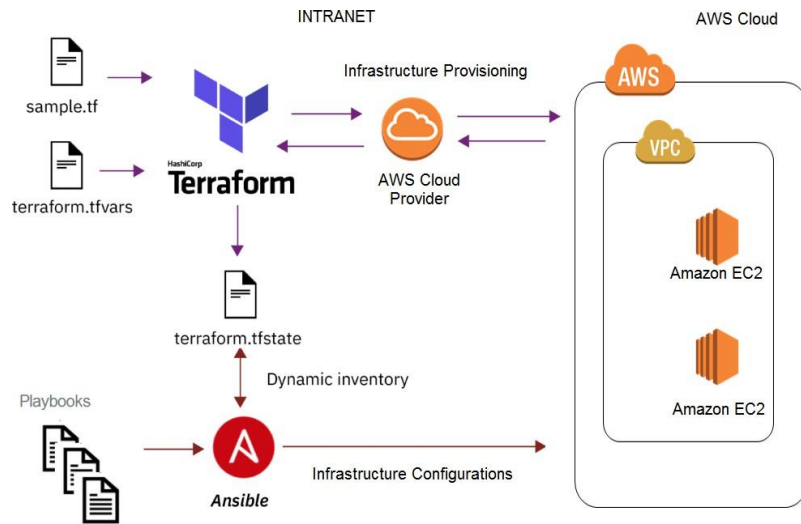 INTRANET
AWS Cloud
sample.tf
Infrastructure Provisioning
AWS
HashiCorp
Terraform
terraform.tfvars
AWS Cloud
Provider
VPC
Amazon EC2
terraform.tfstate
Dynamic inventory
Amazon EC2
Playbooks
Ansible
Infrastructure Configurations